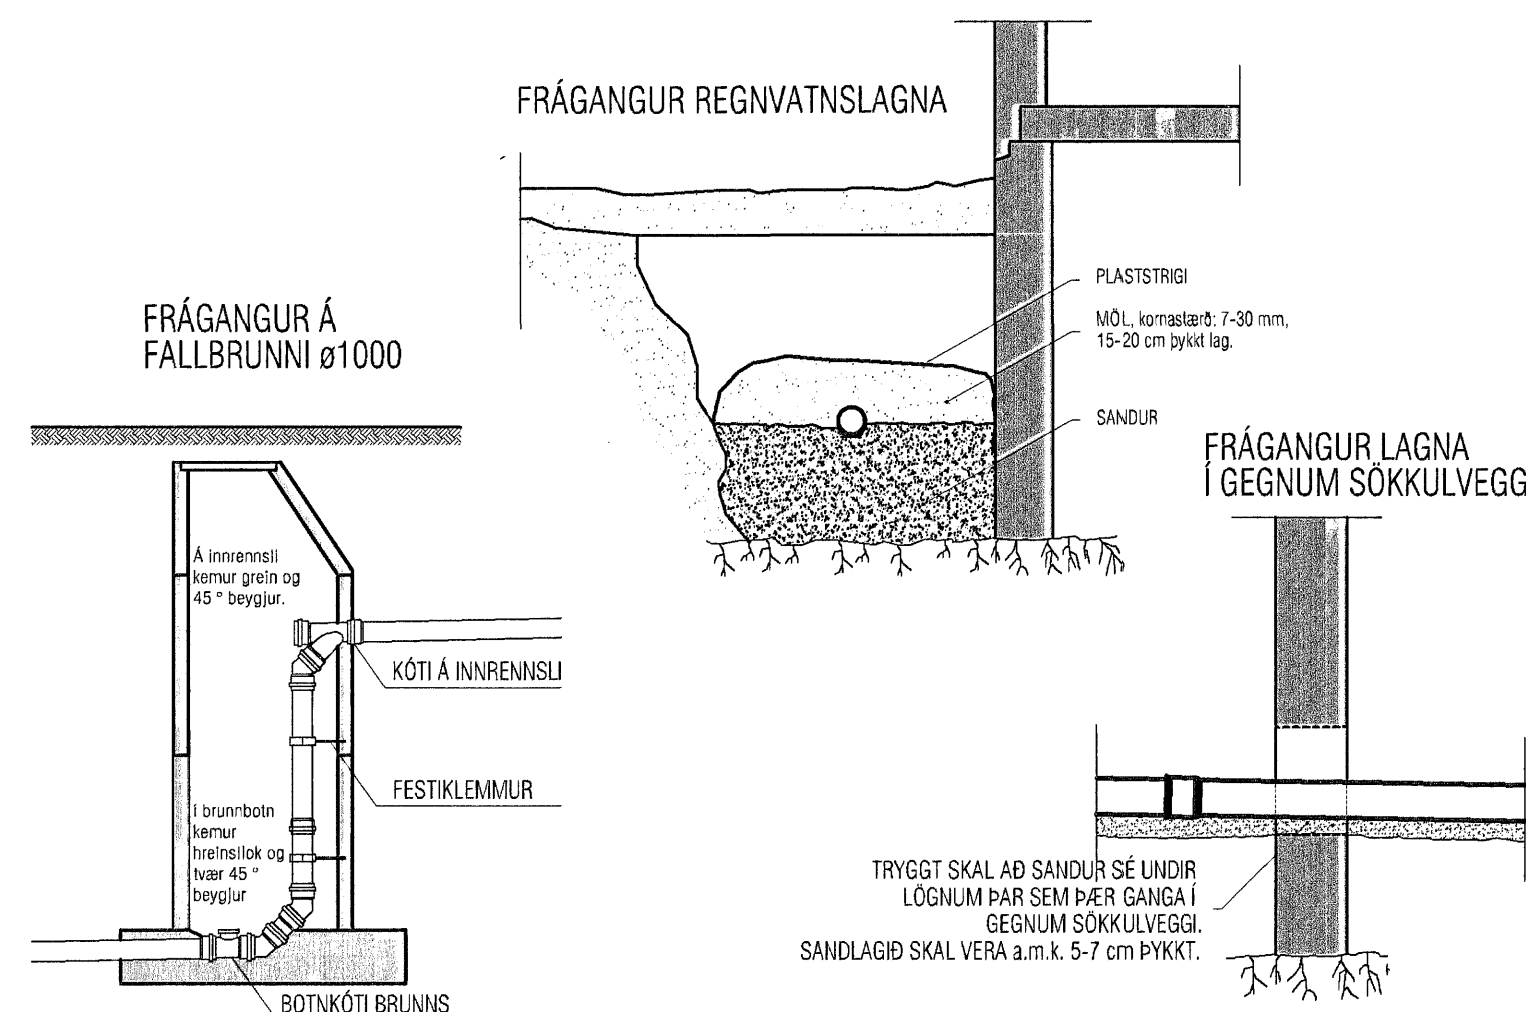 FRÁGANGUR REGNVATNSLAGNA
PLASTSTRIGI
MÖL, kornastærð: 7-30 mm,
15-20 cm þykkt lag.
SANDUR
FRÁGANGUR Á
FALLBRUNNI ø1000
Á innrennsli
kemur grein og
45 ° beygjur.
KÓTI Á INNRENNSLI
FESTIKLEMMUR
Í brunnbotn
kemur
hreinsilok og
tvær 45 °
beygjur
BOTNKÓTI BRUNNS
FRÁGANGUR LAGNA
Í GEGNUM SÖKKULVEGG
TRYGGT SKAL AÐ SANDUR SÉ UNDIR
LÖGNUM ÞAR SEM ÞÆR GANGA Í
GEGNUM SÖKKULVEGGI.
SANDLAGIÐ SKAL VERA a.m.k. 5-7 cm ÞYKKT.